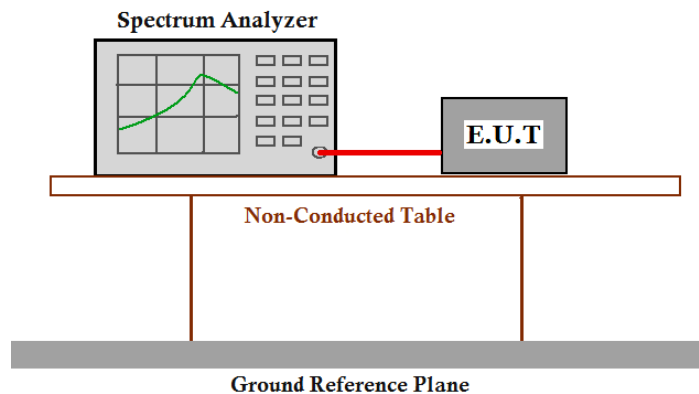 Spectrum Analyzer
E.U.T
Non-Conducted Table
Ground Reference Plane